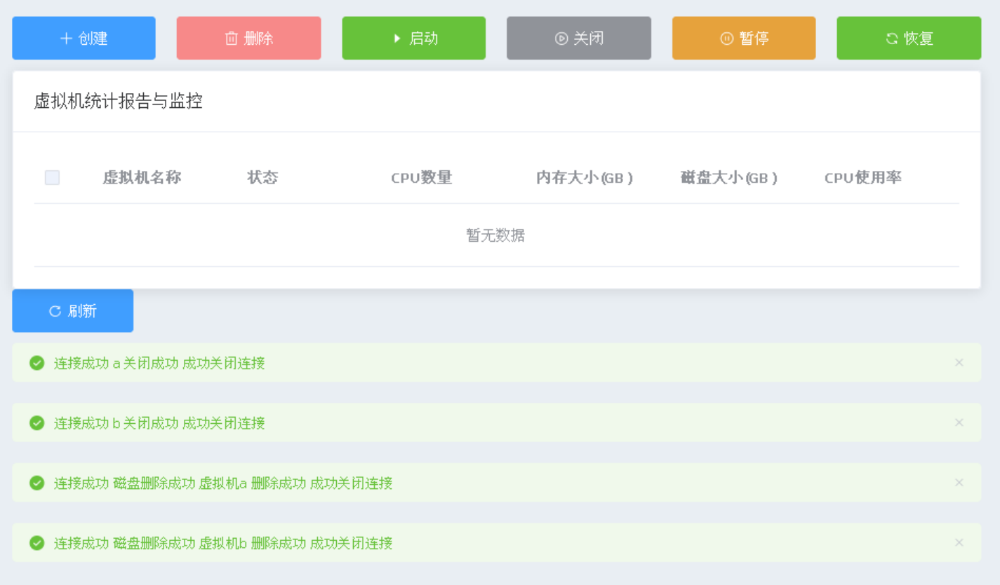 创建 删除 启动 关闭 暂停 恢复
虚拟机统计报告与监控
虚拟机名称 状态 CPU数量 内存大小(GB) 磁盘大小(GB) CPU使用率
暂无数据
刷新
连接成功 a 关闭成功 成功关闭连接
连接成功 b 关闭成功 成功关闭连接
连接成功 磁盘删除成功 虚拟机a 删除成功 成功关闭连接
连接成功 磁盘删除成功 虚拟机b 删除成功 成功关闭连接